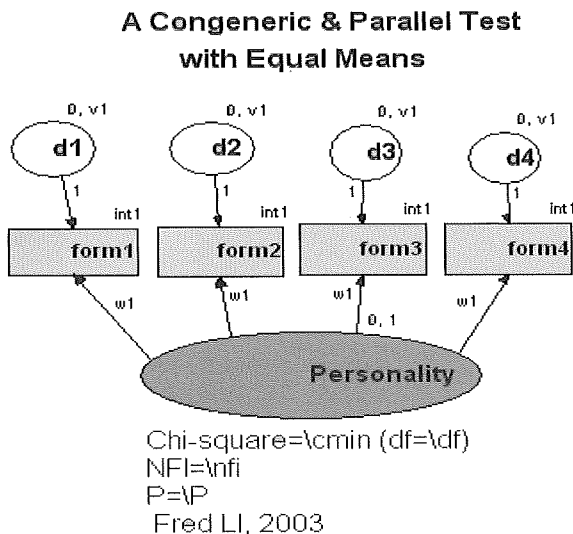 A Congeneric & Parallel Test
with Equal Means
0, v1 0, v1 0, v1 0, v1
d1 d2 d3 d4
1 1 1 1
int1 int1 int1 int1
form1 form2 form3 form4
w1 w1 w1 w1
0, 1
Personality
Chi-square=\cmin (df=\df)
NFI=\nfi
P=\P
Fred LI, 2003